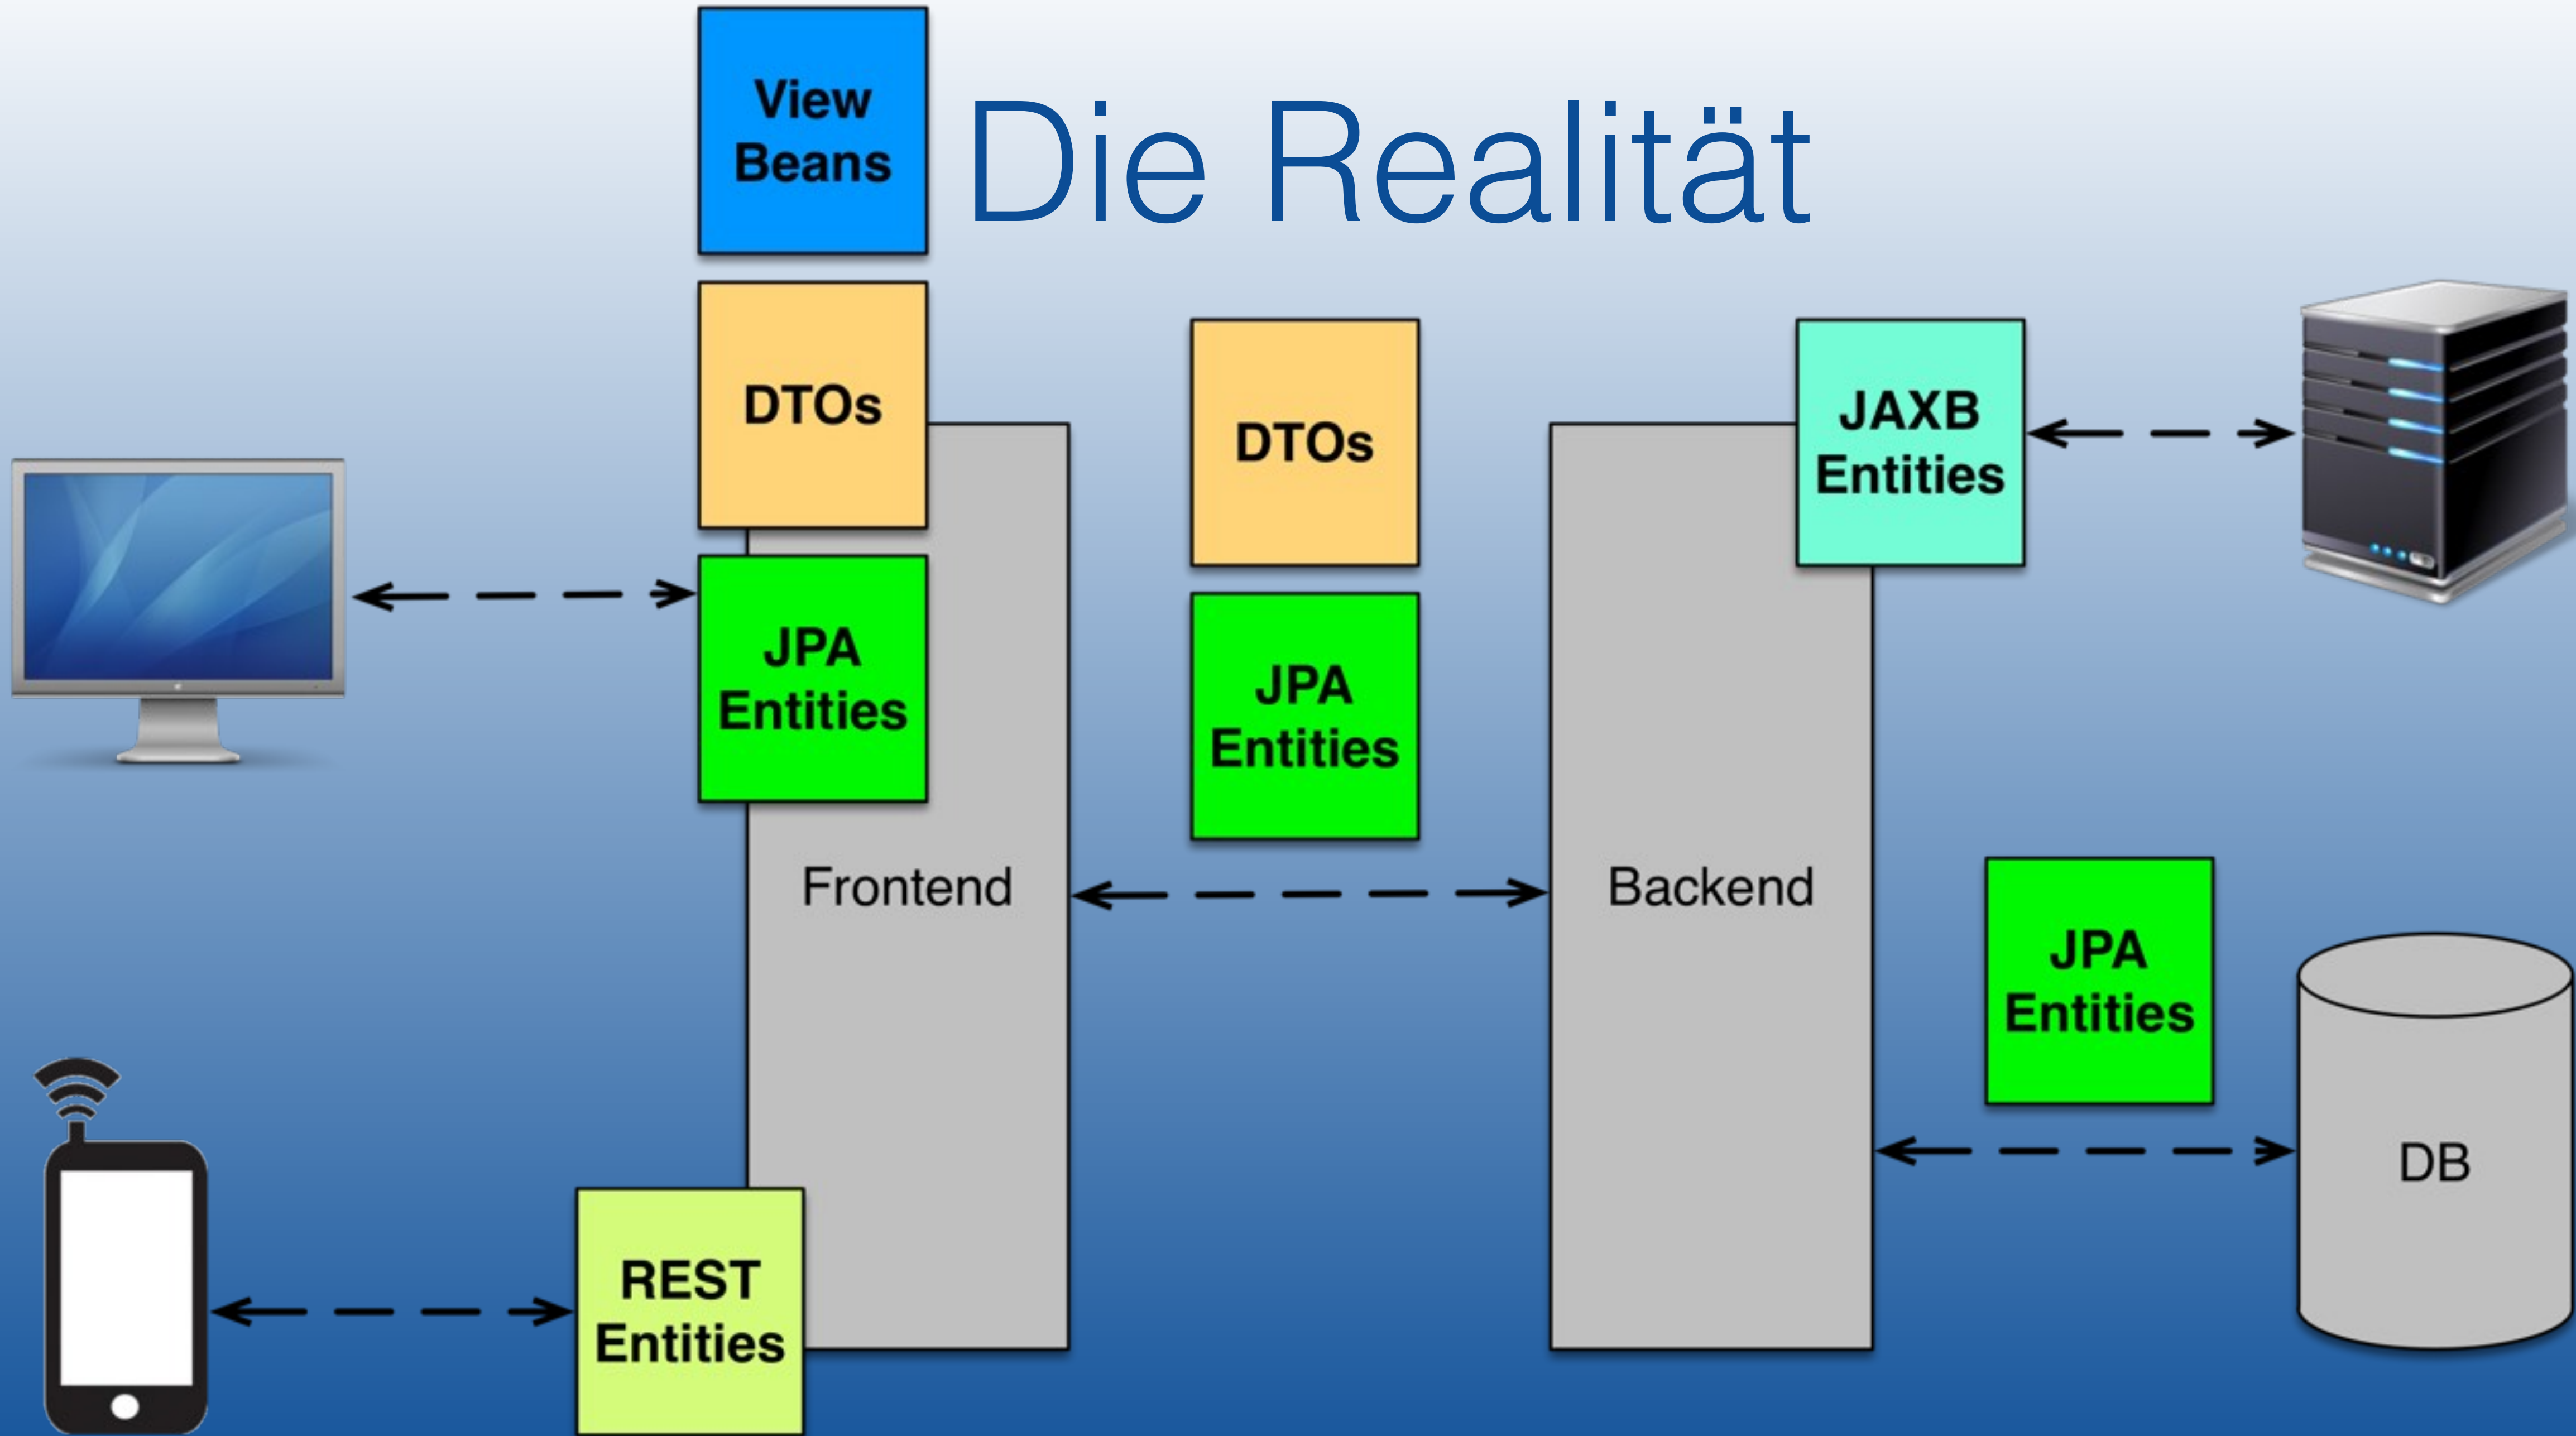 View
Beans
Die Realität
DTOs
DTOs
JAXB
Entities
JPA
Entities
JPA
Entities
Frontend
Backend
JPA
Entities
DB
REST
Entities